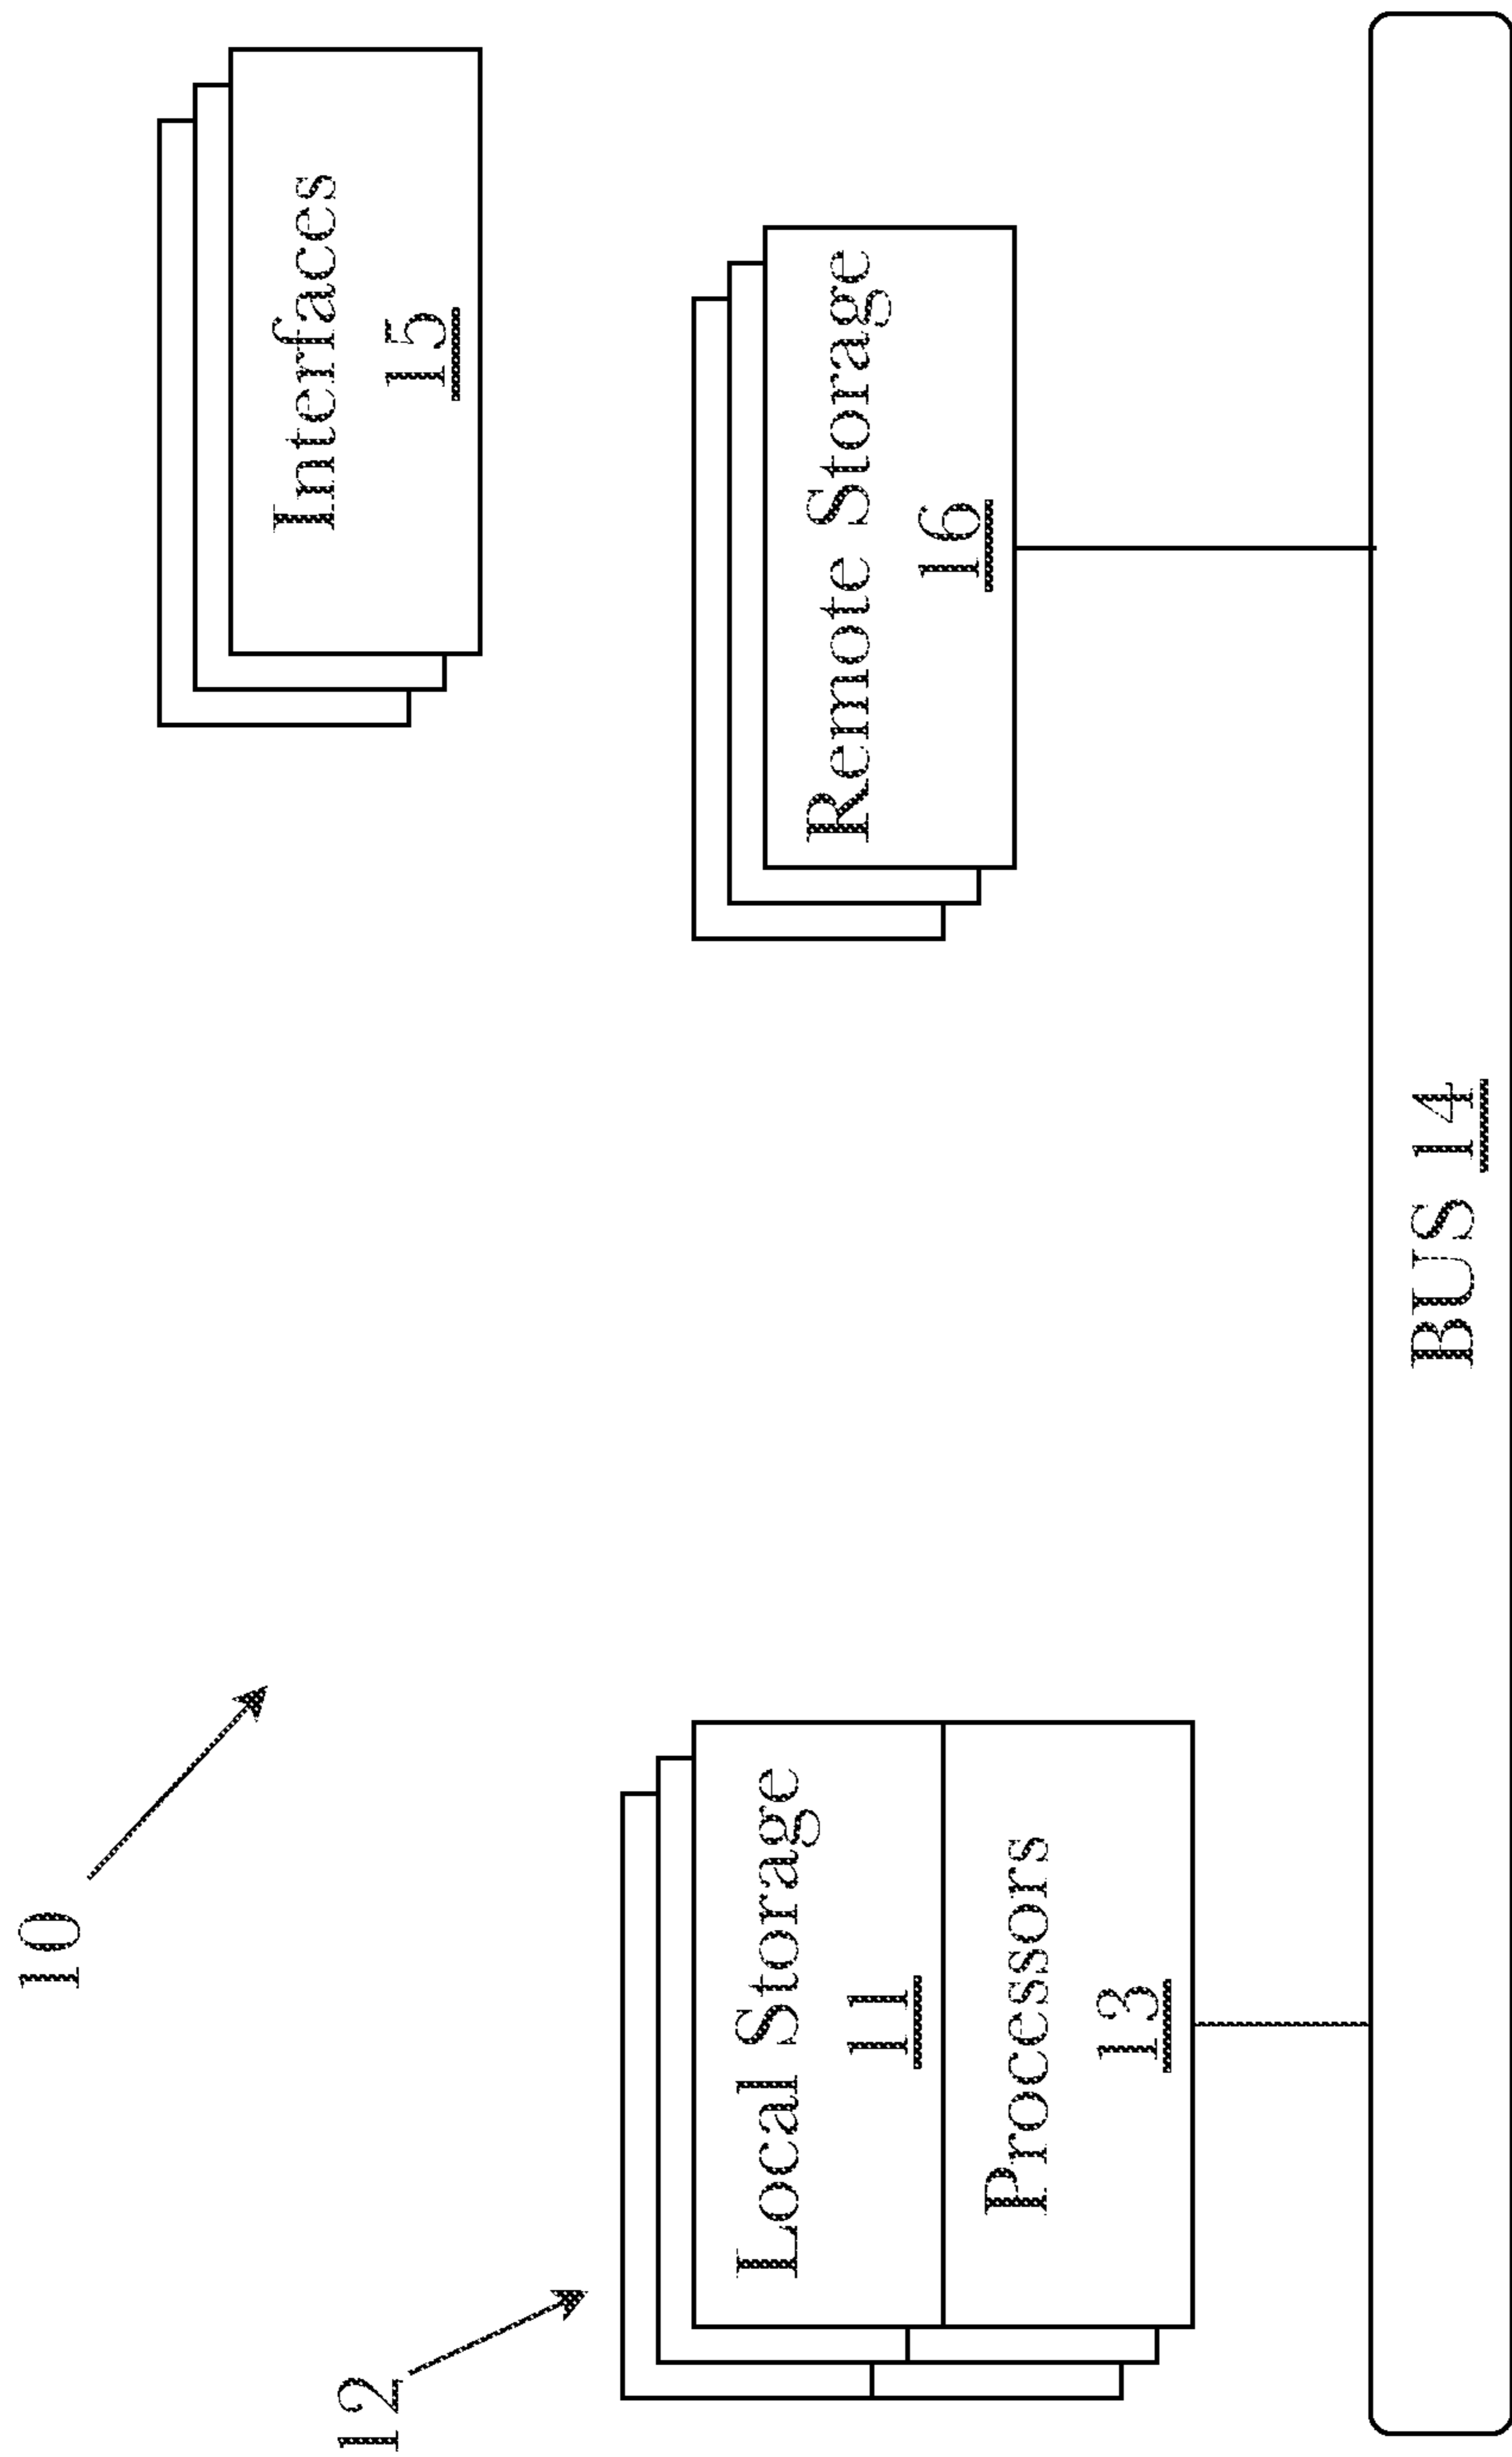 10
12
Interfaces
15
Local Storage
11
Remote Storage
16
Processors
13
BUS 14